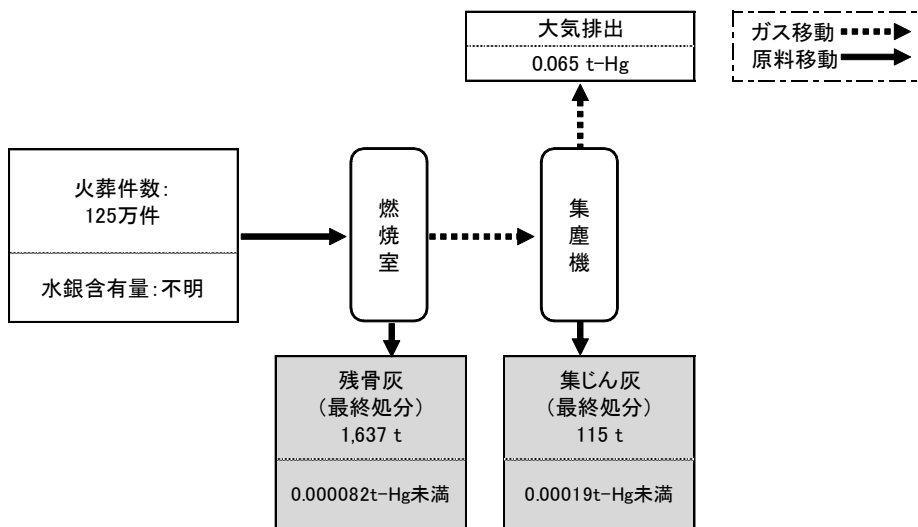 大気排出
0.065 t-Hg
ガス移動
原料移動
火葬件数：
125万件
水銀含有量：不明
燃焼室
集塵機
残骨灰
（最終処分）
1,637 t
0.000082t-Hg未満
集じん灰
（最終処分）
115 t
0.00019t-Hg未満